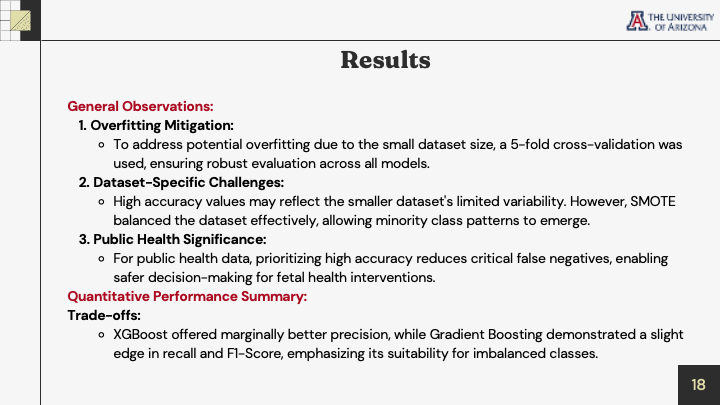 THE UNIVERSITY
OF ARIZONA
Results
General Observations:
1. Overfitting Mitigation:
To address potential overfitting due to the small dataset size, a 5-fold cross-validation was
used, ensuring robust evaluation across all models.
2. Dataset-Specific Challenges:
High accuracy values may reflect the smaller dataset's limited variability. However, SMOTE
balanced the dataset effectively, allowing minority class patterns to emerge.
3. Public Health Significance:
For public health data, prioritizing high accuracy reduces critical false negatives, enabling
safer decision-making for fetal health interventions.
Quantitative Performance Summary:
Trade-offs:
XGBoost offered marginally better precision, while Gradient Boosting demonstrated a slight
edge in recall and F1-Score, emphasizing its suitability for imbalanced classes.
18